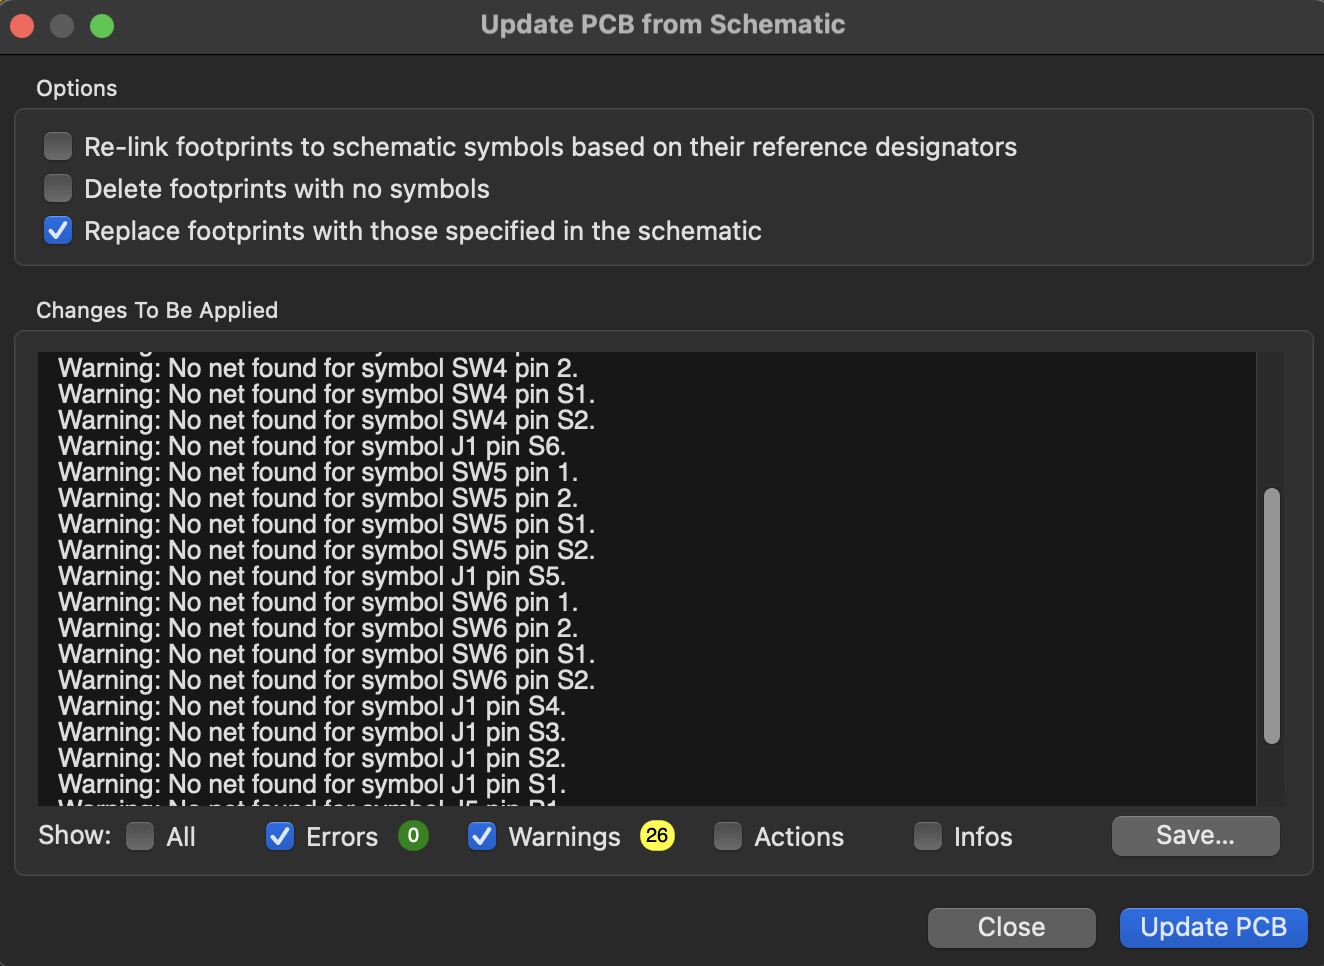 Update PCB from Schematic
Options
Re-link footprints to schematic symbols based on their reference designators
Delete footprints with no symbols
Replace footprints with those specified in the schematic
Changes To Be Applied
Warning: No net found for symbol SW4 pin 2.
Warning: No net found for symbol SW4 pin S1.
Warning: No net found for symbol SW4 pin S2.
Warning: No net found for symbol J1 pin S6.
Warning: No net found for symbol SW5 pin 1.
Warning: No net found for symbol SW5 pin 2.
Warning: No net found for symbol SW5 pin S1.
Warning: No net found for symbol SW5 pin S2.
Warning: No net found for symbol J1 pin S5.
Warning: No net found for symbol SW6 pin 1.
Warning: No net found for symbol SW6 pin 2.
Warning: No net found for symbol SW6 pin S1.
Warning: No net found for symbol SW6 pin S2.
Warning: No net found for symbol J1 pin S4.
Warning: No net found for symbol J1 pin S3.
Warning: No net found for symbol J1 pin S2.
Warning: No net found for symbol J1 pin S1.
Show: All Errors 0 Warnings 26 Actions Infos Save...
Close Update PCB